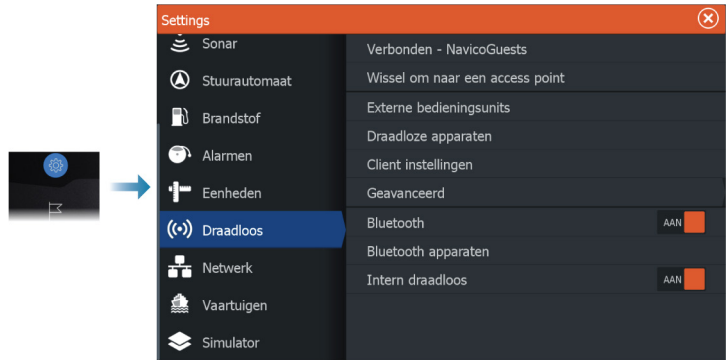 Settings
Sonar
Stuurautomaat
Brandstof
Alarmen
Eenheden
Draadloos
Netwerk
Vaartuigen
Simulator
Verbonden - NavicoGuests
Wissel om naar een access point
Externe bedieningsunits
Draadloze apparaten
Client instellingen
Geavanceerd
Bluetooth AAN
Bluetooth apparaten
Intern draadloos AAN